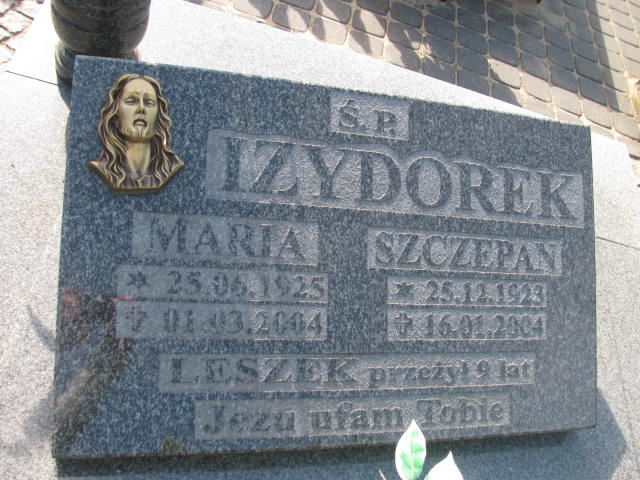 Ś. P.
IZYDOREK
MARIA SZCZEPAN
* 25.06.1925 * 25.12.1923
✝ 01.03.2004 ✝ 16.01.2004
LESZEK przeżył 9 lat
Jezu ufam Tobie